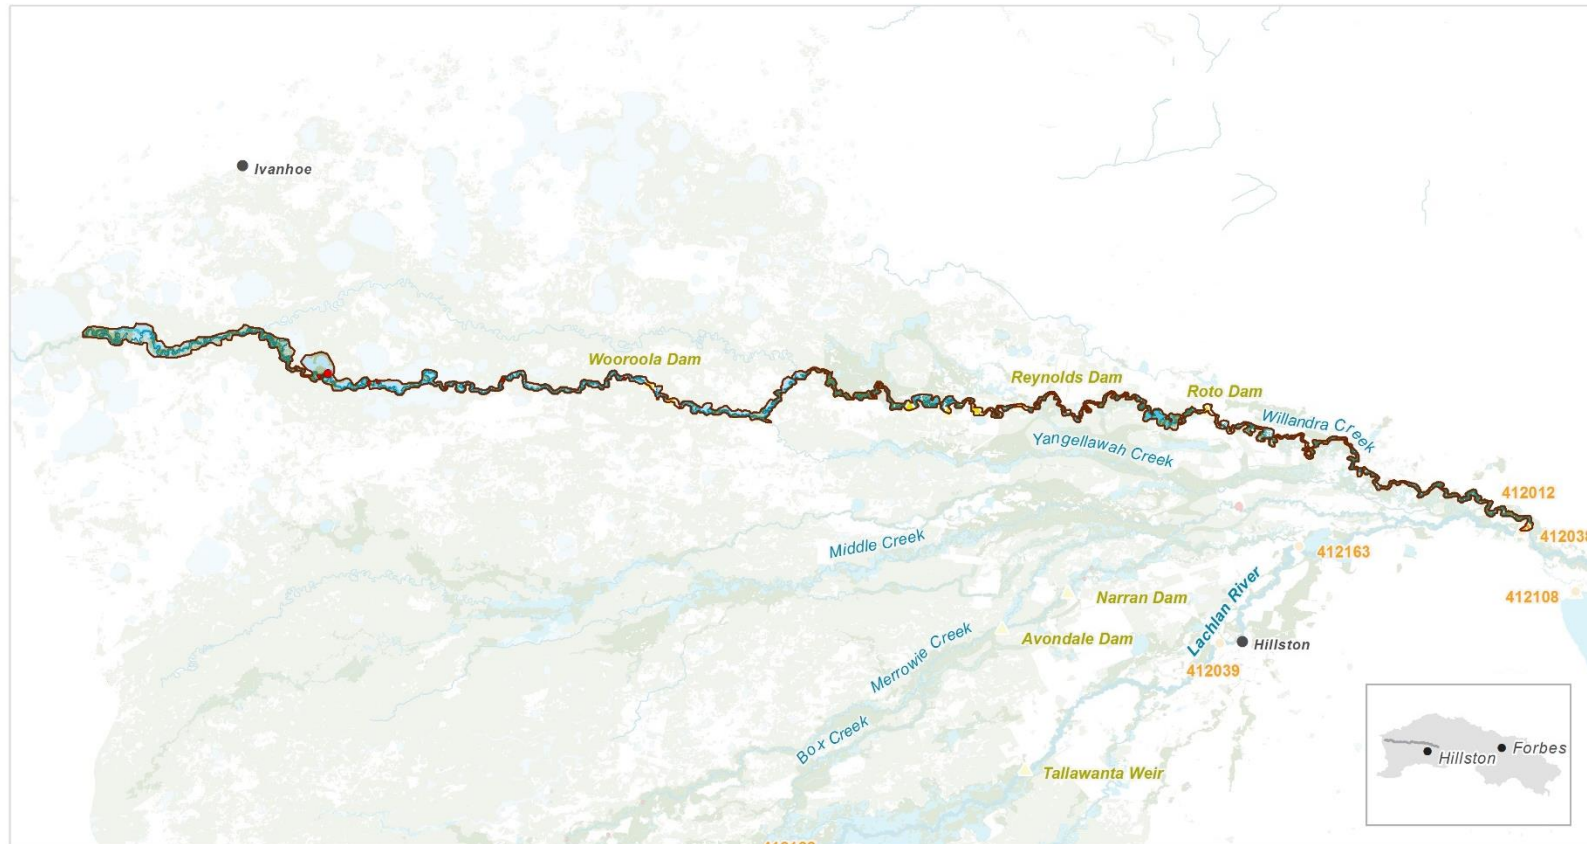 Ivanhoe
Wooroola Dam
Reynolds Dam
Roto Dam
Willandra Creek
Yangellawah Creek
412012
412038
Middle Creek
412163
412108
Narran Dam
Lachlan River
Avondale Dam
Hillston
Merrowie Creek
412039
Box Creek
Tallawanta Weir
Forbes
Hillston